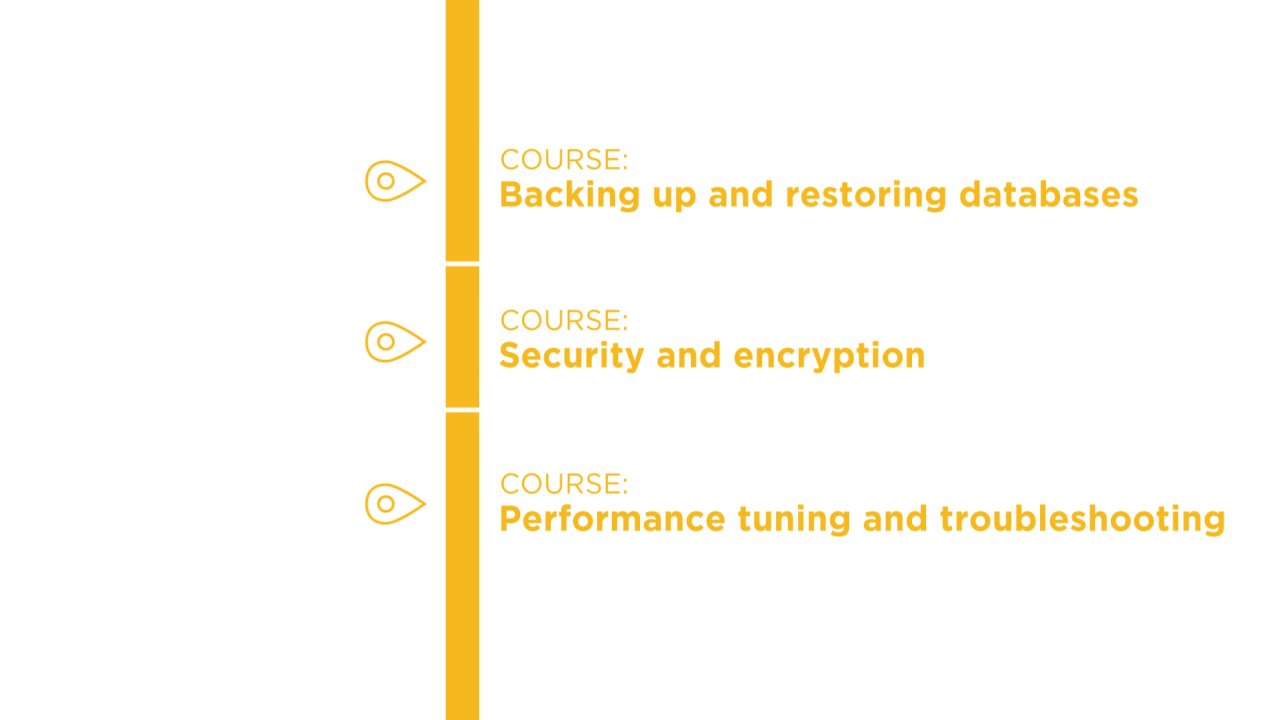 COURSE:
Backing up and restoring databases
COURSE:
Security and encryption
COURSE:
Performance tuning and troubleshooting